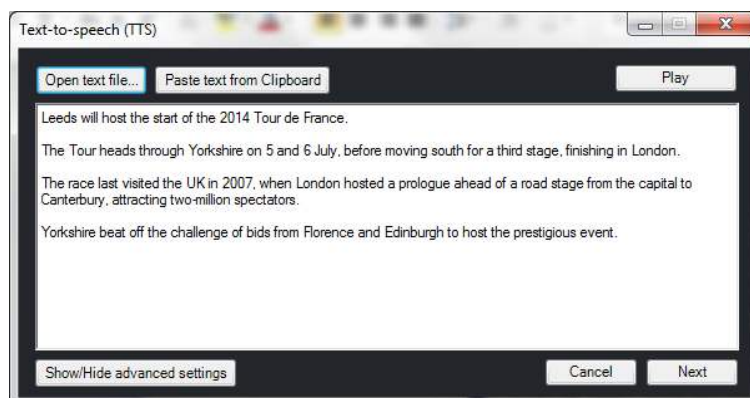 Text-to-speech (TTS)
Open text file... Paste text from Clipboard Play
Leeds will host the start of the 2014 Tour de France.
The Tour heads through Yorkshire on 5 and 6 July, before moving south for a third stage, finishing in London.
The race last visited the UK in 2007, when London hosted a prologue ahead of a road stage from the capital to
Canterbury, attracting two-million spectators.
Yorkshire beat off the challenge of bids from Florence and Edinburgh to host the prestigious event.
Show/Hide advanced settings Cancel Next